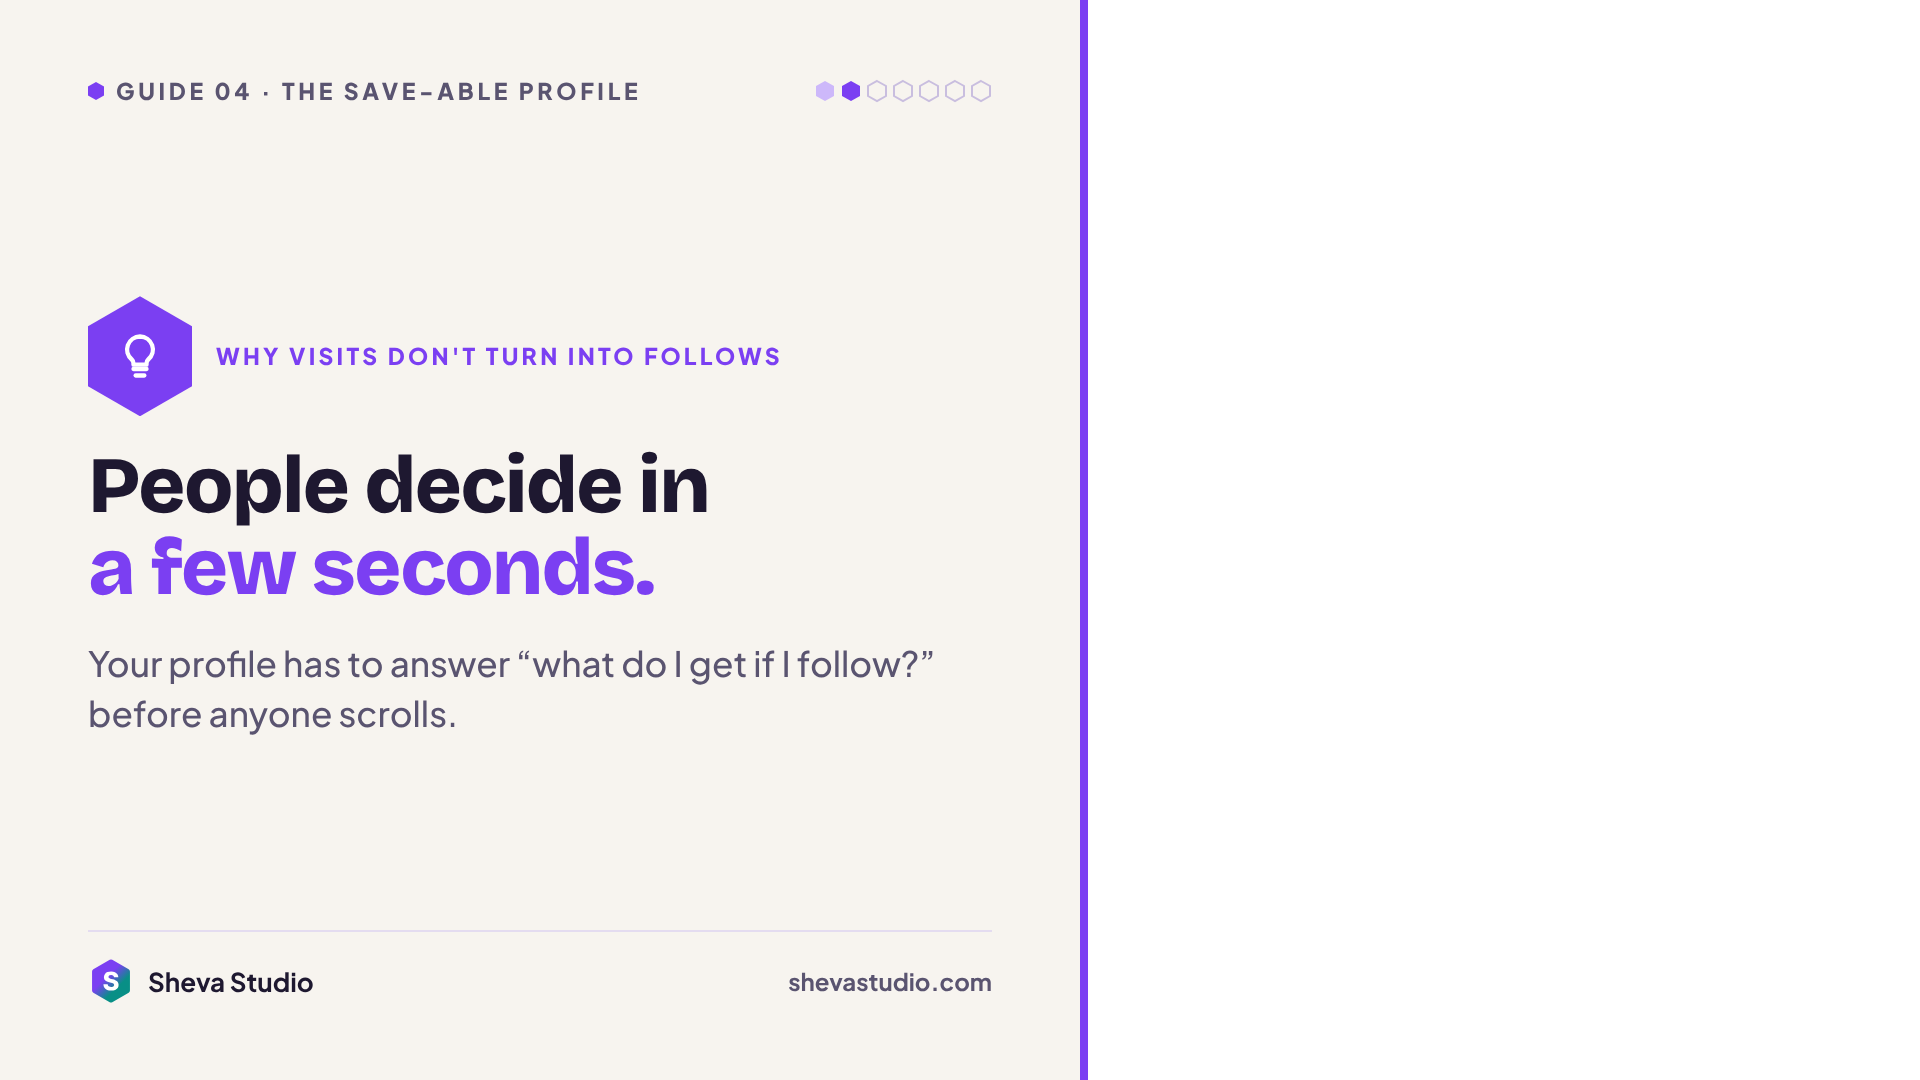 GUIDE 04 · THE SAVE-ABLE PROFILE
WHY VISITS DON'T TURN INTO FOLLOWS
People decide in
a few seconds.
Your profile has to answer “what do I get if I follow?”
before anyone scrolls.
S Sheva Studio
shevastudio.com